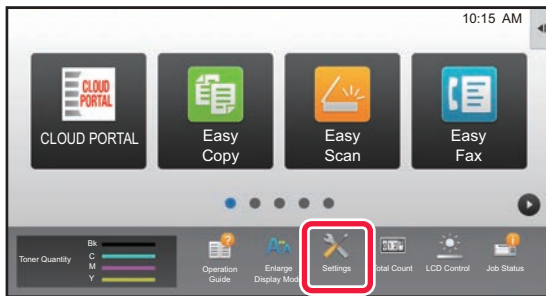 10:15 AM
CLOUD
PORTAL
CLOUD PORTAL
Easy
Copy
Easy
Scan
Easy
Fax
Toner Quantity
Bk
C
M
Y
Operation
Guide
Enlarge
Display Mode
Settings
Total Count
LCD Control
Job Status